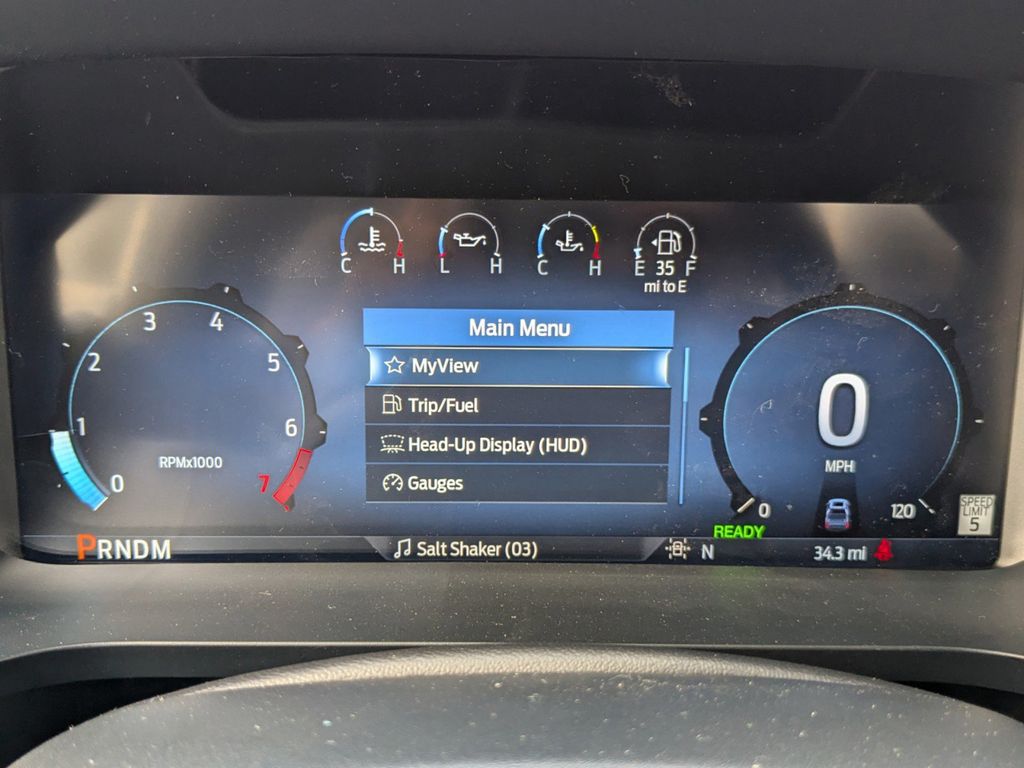 C H
L H
C H
E 35 F
mi to E
Main Menu
MyView
Trip/Fuel
Head-Up Display (HUD)
Gauges
0
1
2
3
4
5
6
7
RPMx1000
0
MPH
0
120
SPEED
LIMIT
5
READY
PRNDM
Salt Shaker (03)
N
34.3 mi